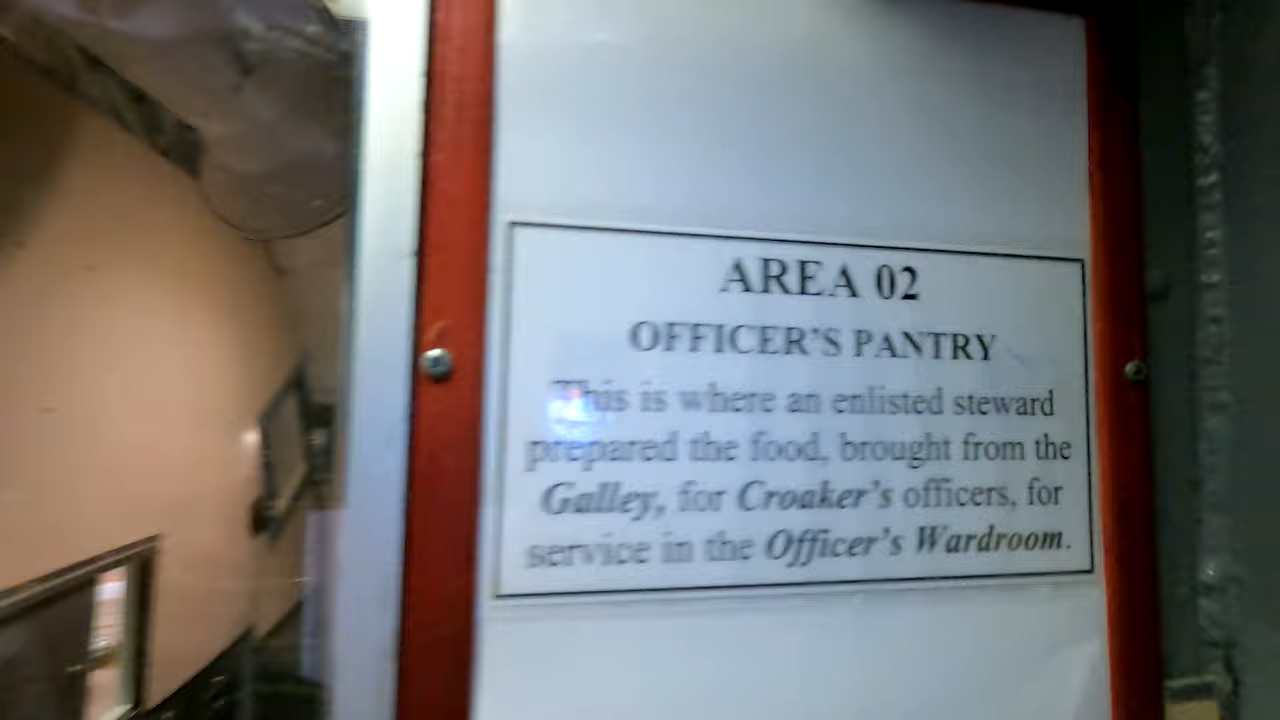 AREA 02
OFFICER'S PANTRY
This is where an enlisted steward
prepared the food, brought from the
Galley, for Croaker's officers, for
service in the Officer's Wardroom.